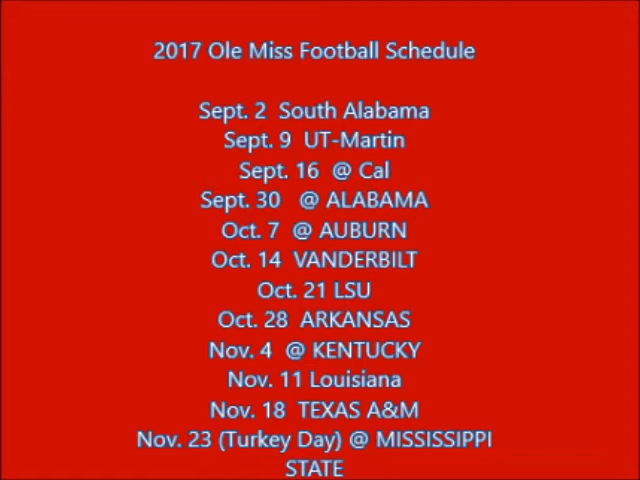 2017 Ole Miss Football Schedule
Sept. 2 South Alabama
Sept. 9 UT-Martin
Sept. 16 @ Cal
Sept. 30 @ ALABAMA
Oct. 7 @ AUBURN
Oct. 14 VANDERBILT
Oct. 21 LSU
Oct. 28 ARKANSAS
Nov. 4 @ KENTUCKY
Nov. 11 Louisiana
Nov. 18 TEXAS A&M
Nov. 23 (Turkey Day) @ MISSISSIPPI
STATE